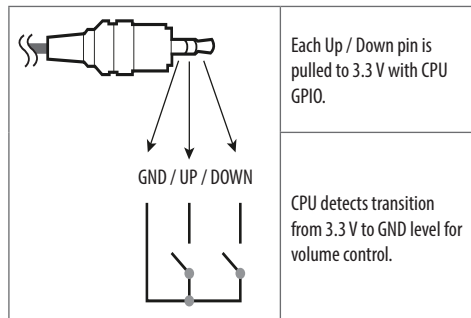 Each Up / Down pin is
pulled to 3.3 V with CPU
GPIO.
GND / UP / DOWN
CPU detects transition
from 3.3 V to GND level for
volume control.